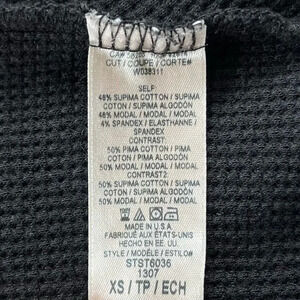 CUT / COUPE / CORTE#
W038311
SELF
48% SUPIMA COTTON / SUPIMA
COTON / SUPIMA ALGODÓN
48% MODAL / MODAL / MODAL
4% SPANDEX / ELASTHANNE /
SPANDEX
CONTRAST:
50% PIMA COTTON / PIMA
COTON / PIMA ALGODÓN
50% MODAL / MODAL / MODAL
CONTRAST2:
50% SUPIMA COTTON / SUPIMA
COTON / SUPIMA ALGODÓN
50% MODAL / MODAL / MODAL
MADE IN U.S.A.
FABRIQUÉ AUX ÉTATS-UNIS
HECHO EN EE. UU.
STYLE / MODÈLE / ESTILO#
STST6036
1307
XS / TP / ECH